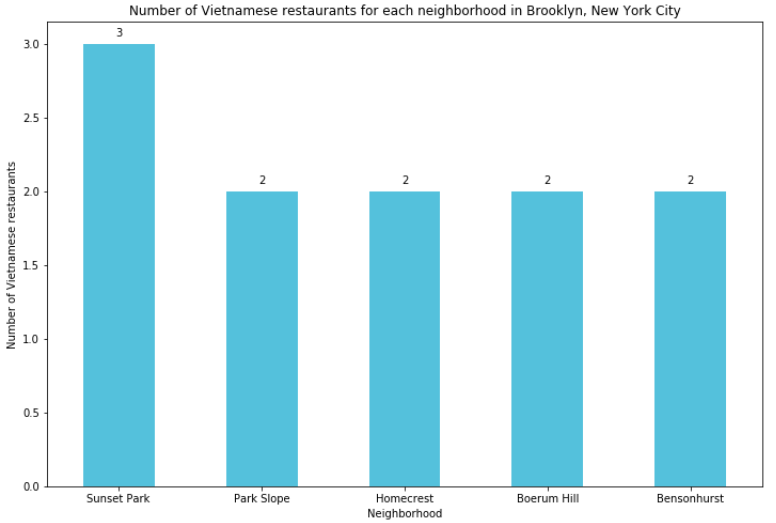 Number of Vietnamese restaurants for each neighborhood in Brooklyn, New York City
3
2
2
2
2
3.0
2.5
2.0
1.5
1.0
0.5
0.0
Number of Vietnamese restaurants
Sunset Park
Park Slope
Homecrest
Boerum Hill
Bensonhurst
Neighborhood